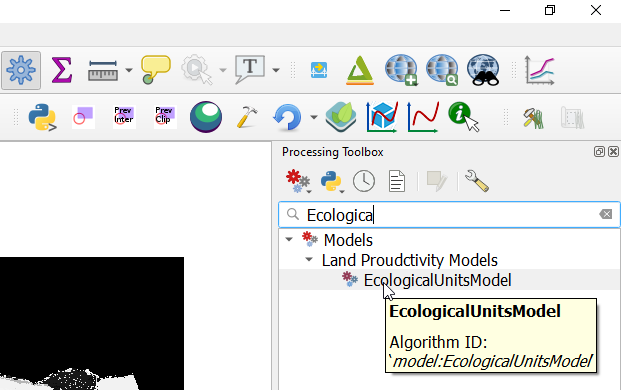 T
Prev
Inter
Prev
Clip
Processing Toolbox
Ecologica
Models
Land Proudctivity Models
EcologicalUnitsModel
EcologicalUnitsModel
Algorithm ID:
‘model:EcologicalUnitsModel